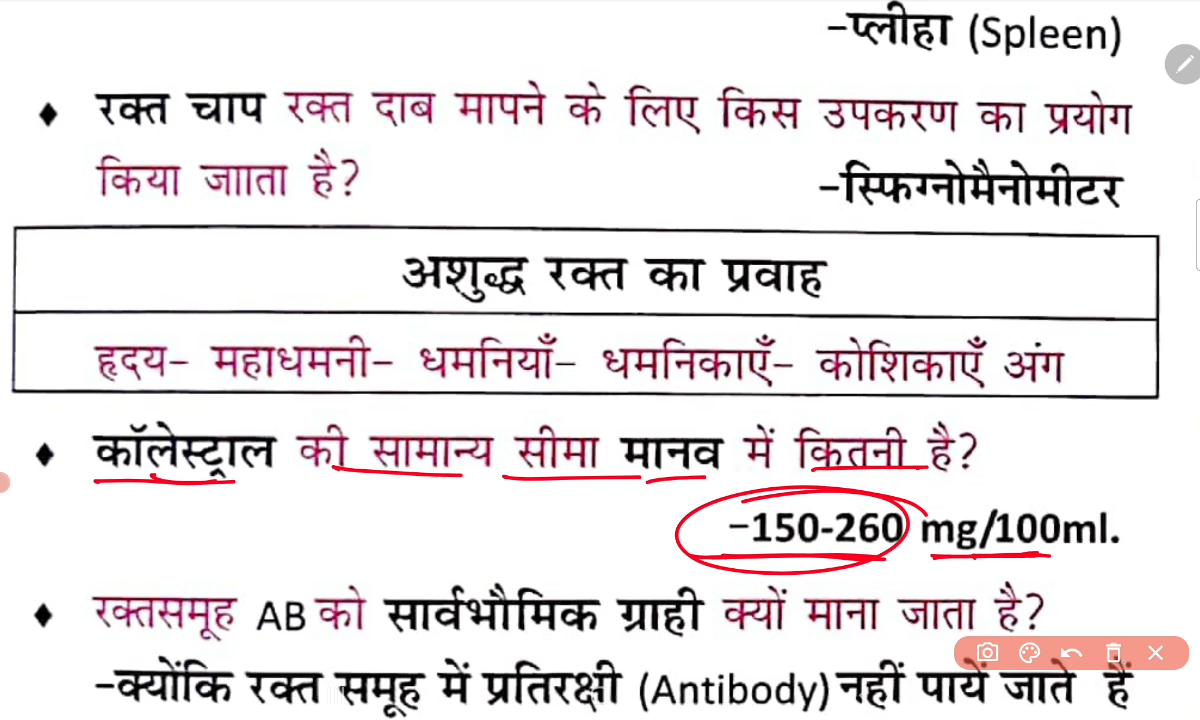 –प्लीहा (Spleen)
♦ रक्त चाप रक्त दाब मापने के लिए किस उपकरण का प्रयोग
किया जााता है?
–स्फिग्नोमैनोमीटर
अशुद्ध रक्त का प्रवाह
हृदय– महाधमनी– धमनियाँ– धमनिकाएँ– कोशिकाएँ अंग
♦ कॉलेस्ट्राल की सामान्य सीमा मानव में कितनी है?
–150-260 mg/100ml.
♦ रक्तसमूह AB को सार्वभौमिक ग्राही क्यों माना जाता है?
–क्योंकि रक्त समूह में प्रतिरक्षी (Antibody) नहीं पायें जाते हैं